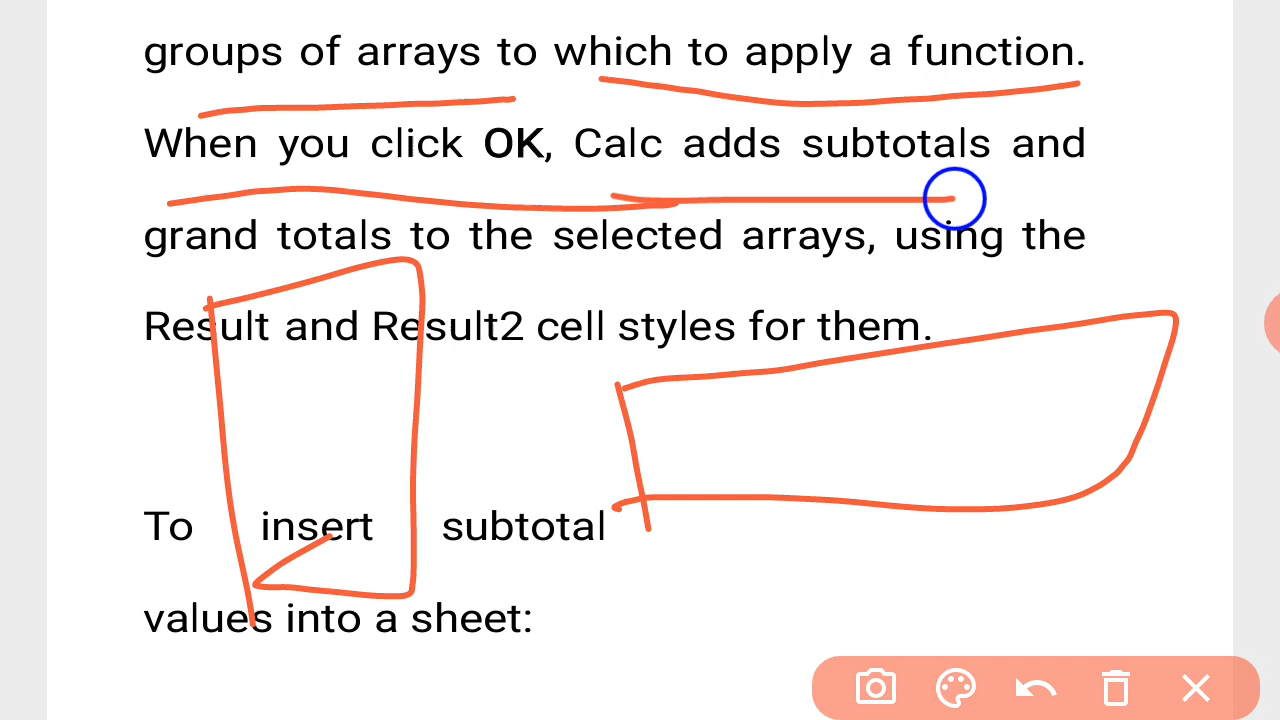 groups of arrays to which to apply a function.
When you click OK, Calc adds subtotals and
grand totals to the selected arrays, using the
Result and Result2 cell styles for them.
To insert subtotal
values into a sheet: